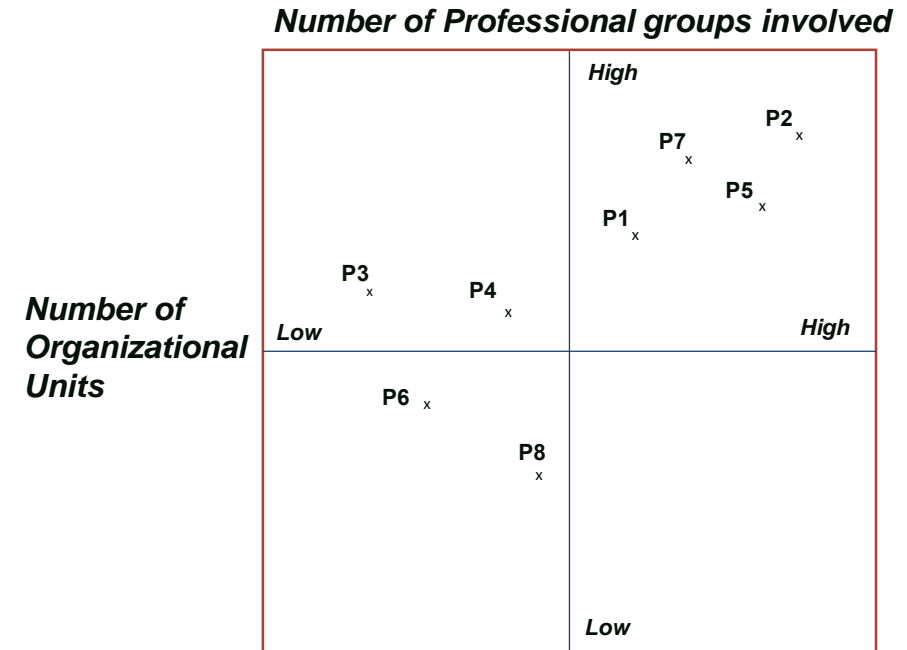 Number of Professional groups involved
High
P2
x
P7
x
P5
x
P1
x
P3
x
P4
x
Number of
Organizational
Units
Low
High
P6 x
P8
x
Low